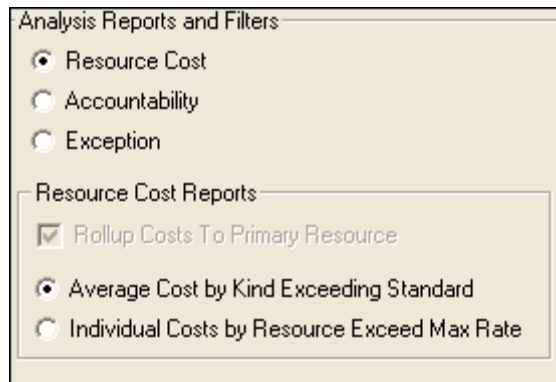 Analysis Reports and Filters
Resource Cost
Accountability
Exception
Resource Cost Reports
Rollup Costs To Primary Resource
Average Cost by Kind Exceeding Standard
Individual Costs by Resource Exceed Max Rate